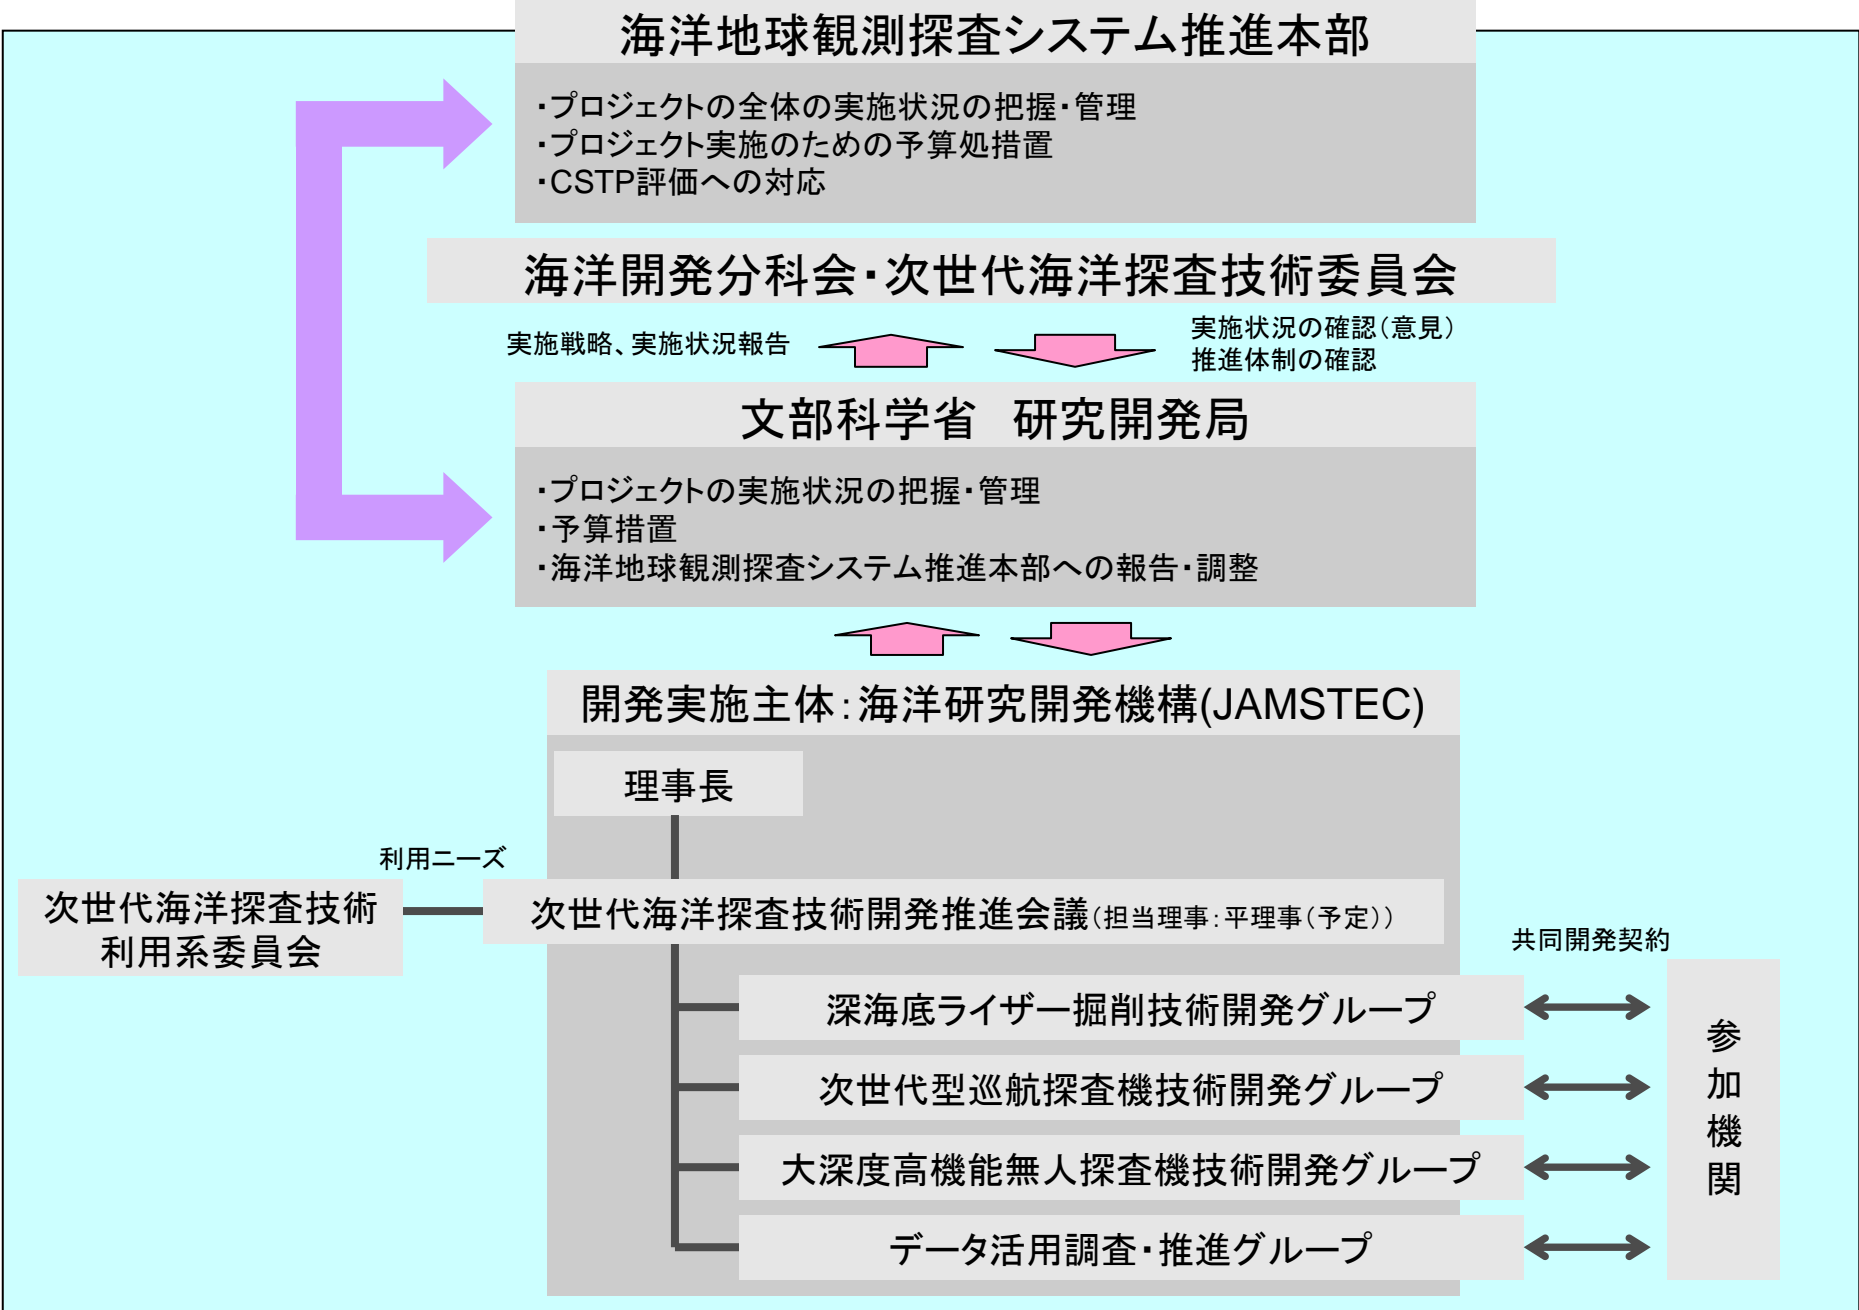 海洋地球観測探査システム推進本部
・プロジェクトの全体の実施状況の把握・管理
・プロジェクト実施のための予算処措置
・CSTP評価への対応
海洋開発分科会・次世代海洋探査技術委員会
実施戦略、実施状況報告
実施状況の確認（意見）
推進体制の確認
文部科学省　研究開発局
・プロジェクトの実施状況の把握・管理
・予算措置
・海洋地球観測探査システム推進本部への報告・調整
開発実施主体：海洋研究開発機構(JAMSTEC)
理事長
利用ニーズ
次世代海洋探査技術
利用系委員会
次世代海洋探査技術開発推進会議（担当理事：平理事（予定））
共同開発契約
深海底ライザー掘削技術開発グループ
次世代型巡航探査機技術開発グループ
大深度高機能無人探査機技術開発グループ
データ活用調査・推進グループ
参加機関